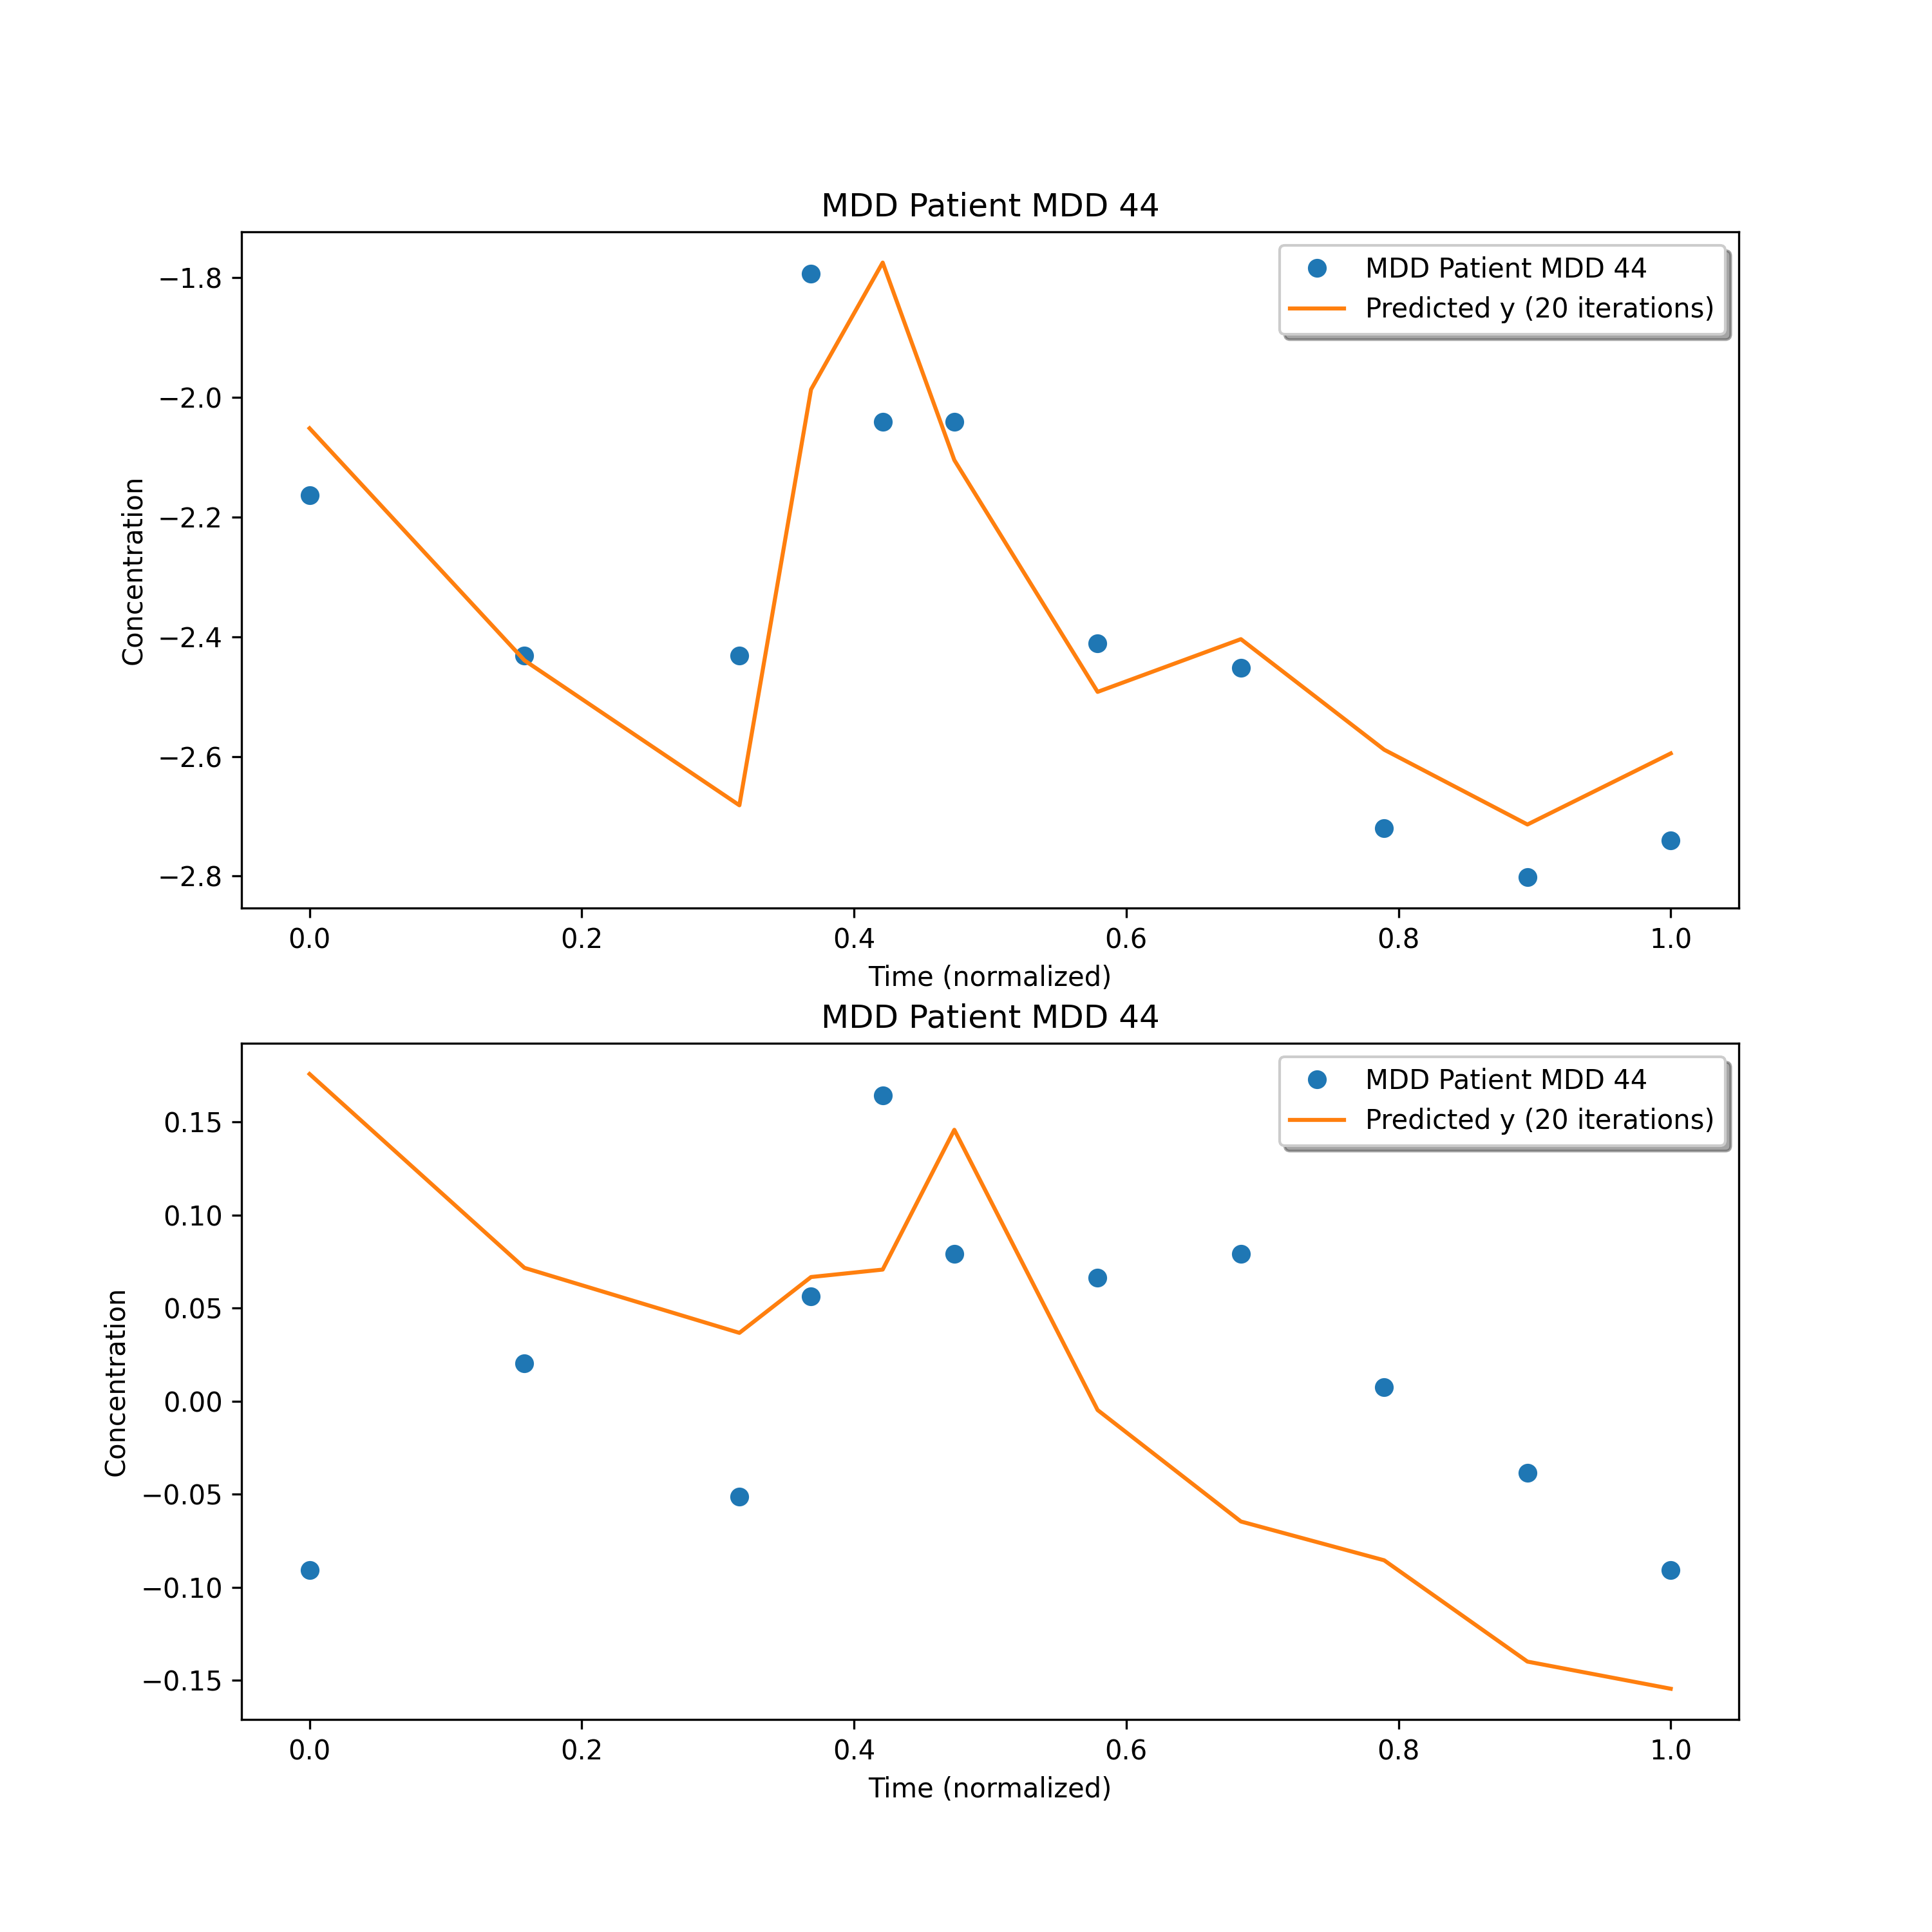 MDD Patient MDD 44
MDD Patient MDD 44
Predicted y (20 iterations)
−1.8
−2.0
−2.2
−2.4
−2.6
−2.8
Concentration
0.0 0.2 0.4 0.6 0.8 1.0
Time (normalized)
MDD Patient MDD 44
MDD Patient MDD 44
Predicted y (20 iterations)
0.15
0.10
0.05
0.00
−0.05
−0.10
−0.15
Concentration
0.0 0.2 0.4 0.6 0.8 1.0
Time (normalized)